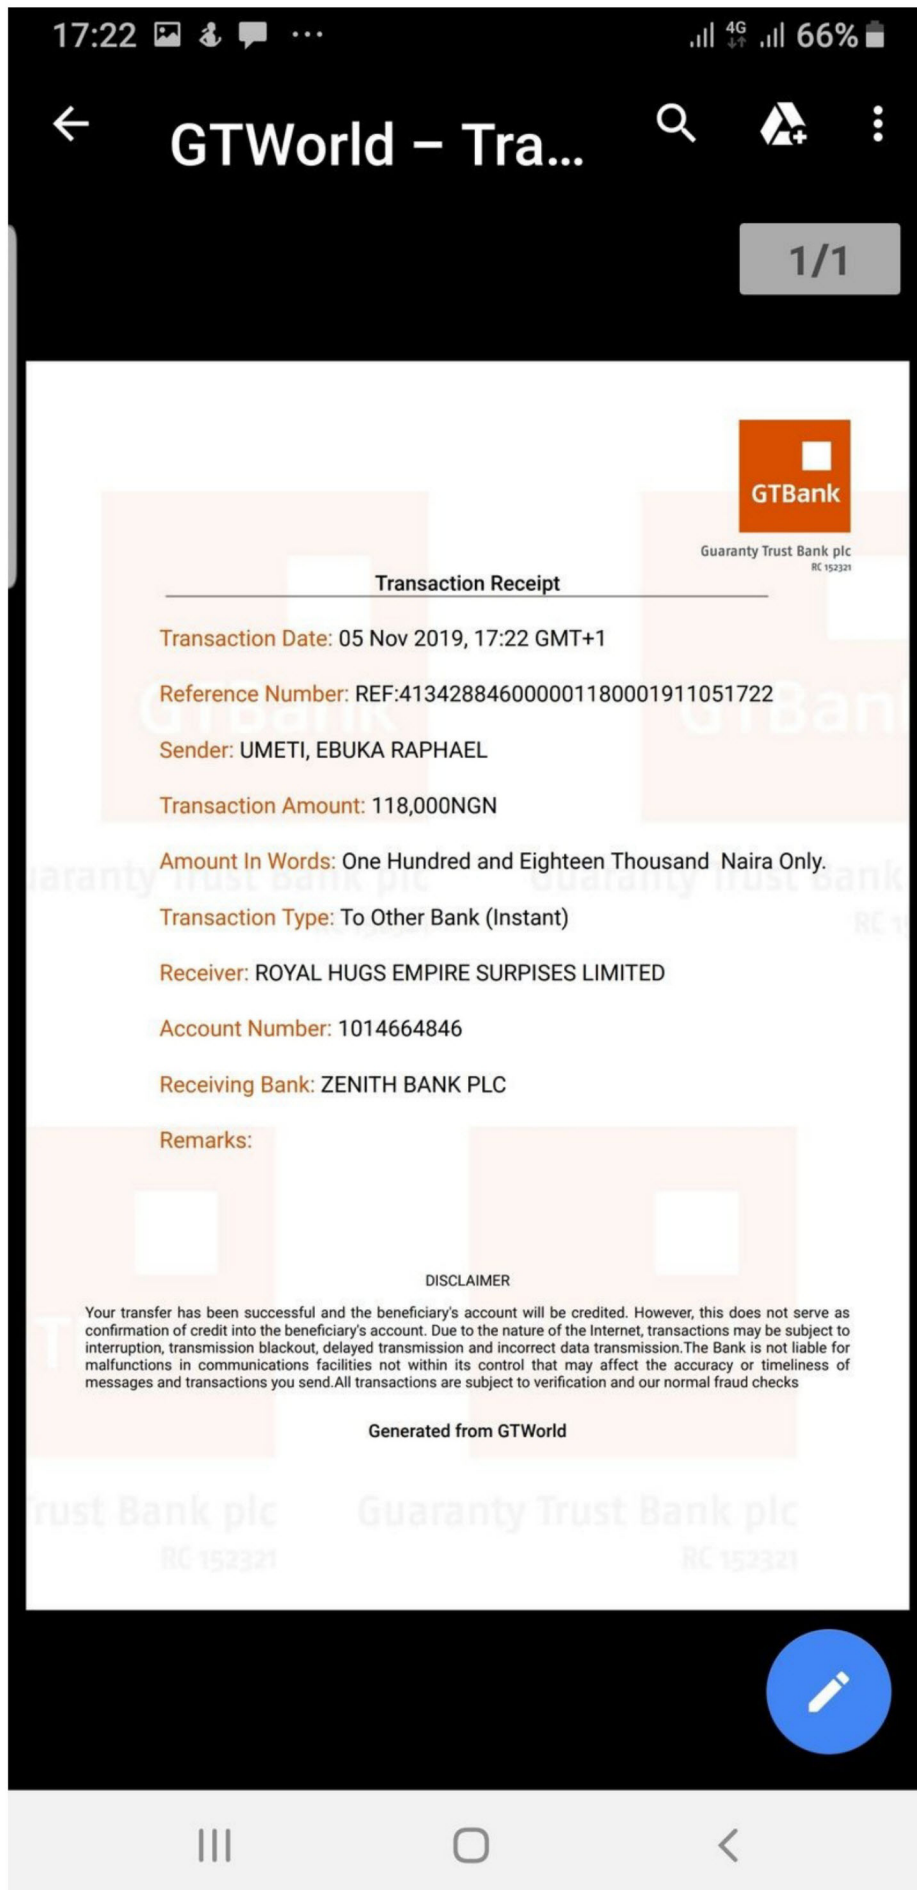 17:22 ... 4G 66%
GTWorld – Tra...
1/1
GTBank
Guaranty Trust Bank plc
RC 152321
Transaction Receipt
Transaction Date: 05 Nov 2019, 17:22 GMT+1
Reference Number: REF:4134288460000001180001911051722
Sender: UMETI, EBUKA RAPHAEL
Transaction Amount: 118,000NGN
Amount In Words: One Hundred and Eighteen Thousand Naira Only.
Transaction Type: To Other Bank (Instant)
Receiver: ROYAL HUGS EMPIRE SURPISES LIMITED
Account Number: 1014664846
Receiving Bank: ZENITH BANK PLC
Remarks:
DISCLAIMER
Your transfer has been successful and the beneficiary's account will be credited. However, this does not serve as
confirmation of credit into the beneficiary's account. Due to the nature of the Internet, transactions may be subject to
interruption, transmission blackout, delayed transmission and incorrect data transmission.The Bank is not liable for
malfunctions in communications facilities not within its control that may affect the accuracy or timeliness of
messages and transactions you send.All transactions are subject to verification and our normal fraud checks
Generated from GTWorld
Trust Bank plc Guaranty Trust Bank plc
RC 152321 RC 152321